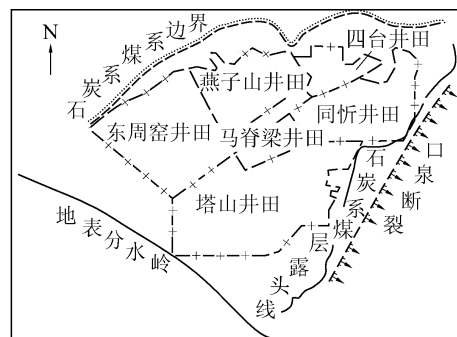 N
石炭系煤系边界
四台井田
燕子山井田
同忻井田
东周窑井田
马脊梁井田
塔山井田
口泉断裂
石炭系煤层露头线
地表分水岭